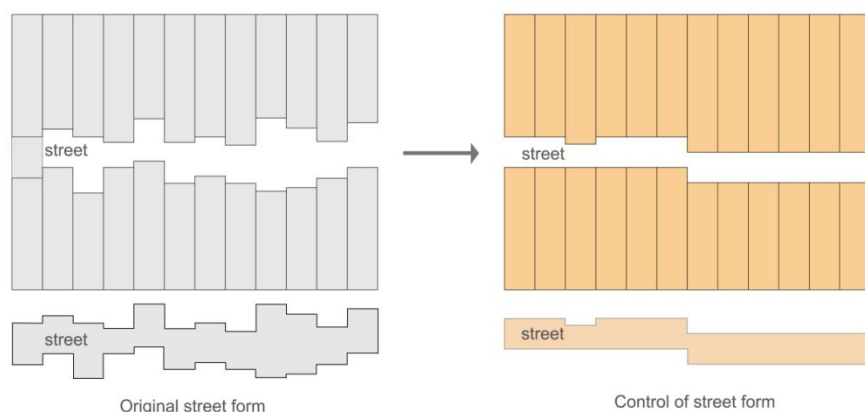 street
street
street
street
Original street form
Control of street form